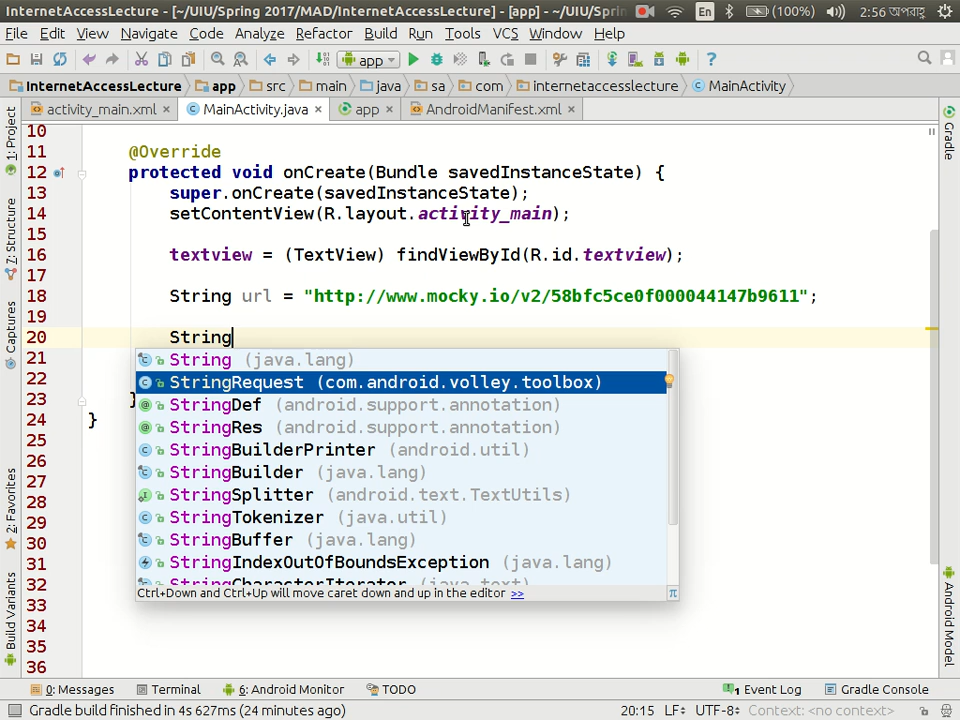 InternetAccessLecture - [~/UIU/Spring 2017/MAD/InternetAccessLecture] - [app] - ~/UIU/Sprin En (100%) 2:56 অপরাহ্ণ
File Edit View Navigate Code Analyze Refactor Build Run Tools VCS Window Help
app
InternetAccessLecture app src main java sa com internetaccesslecture MainActivity
activity_main.xml × MainActivity.java × app × AndroidManifest.xml ×
1: Project
7: Structure
Captures
2: Favorites
Build Variants
10
11 @Override
12 protected void onCreate(Bundle savedInstanceState) {
13 super.onCreate(savedInstanceState);
14 setContentView(R.layout.activity_main);
15
16 textview = (TextView) findViewById(R.id.textview);
17
18 String url = "http://www.mocky.io/v2/58bfc5ce0f000044147b9611";
19
20 String
21 String (java.lang)
22 StringRequest (com.android.volley.toolbox)
23 } StringDef (android.support.annotation)
24 } StringRes (android.support.annotation)
25 StringBuilderPrinter (android.util)
26 StringBuilder (java.lang)
27 StringSplitter (android.text.TextUtils)
28 StringTokenizer (java.util)
29 StringBuffer (java.lang)
30
31 StringIndexOutOfBoundsException (java.lang)
32 StringCharacterIterator (java.text)
Ctrl+Down and Ctrl+Up will move caret down and up in the editor >> π
33
34
35
36
Gradle
Android Model
0: Messages Terminal 6: Android Monitor TODO 1 Event Log Gradle Console
Gradle build finished in 4s 627ms (24 minutes ago) 20:15 LF÷ UTF-8÷ Context: <no context>